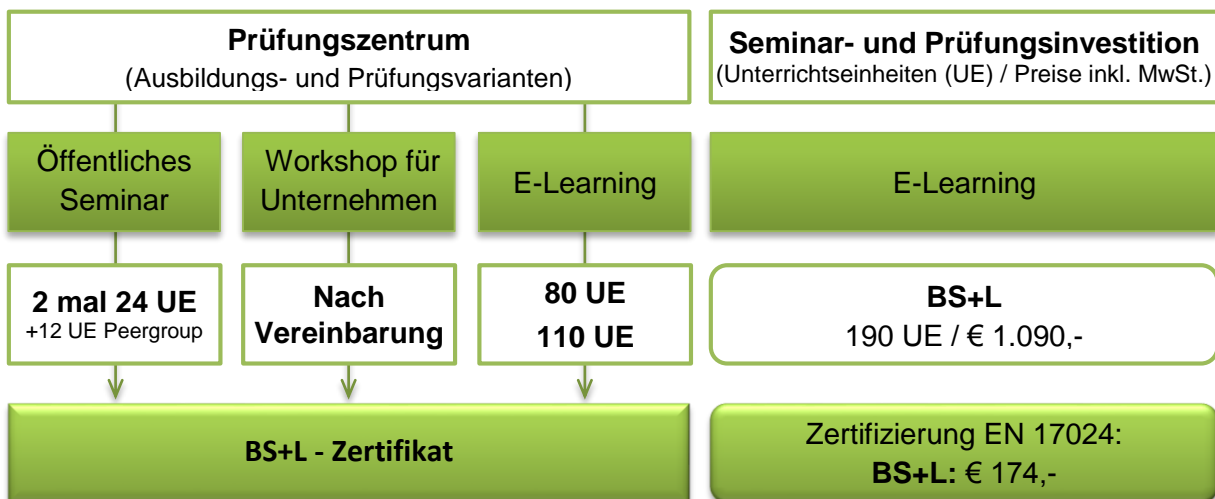 Prüfungszentrum
(Ausbildungs- und Prüfungsvarianten)
Seminar- und Prüfungsinvestition
(Unterrichtseinheiten (UE) / Preise inkl. MwSt.)
Öffentliches
Seminar
Workshop für
Unternehmen
E-Learning
E-Learning
2 mal 24 UE
+12 UE Peergroup
Nach
Vereinbarung
80 UE
110 UE
BS+L
190 UE / € 1.090,-
BS+L - Zertifikat
Zertifizierung EN 17024:
BS+L: € 174,-